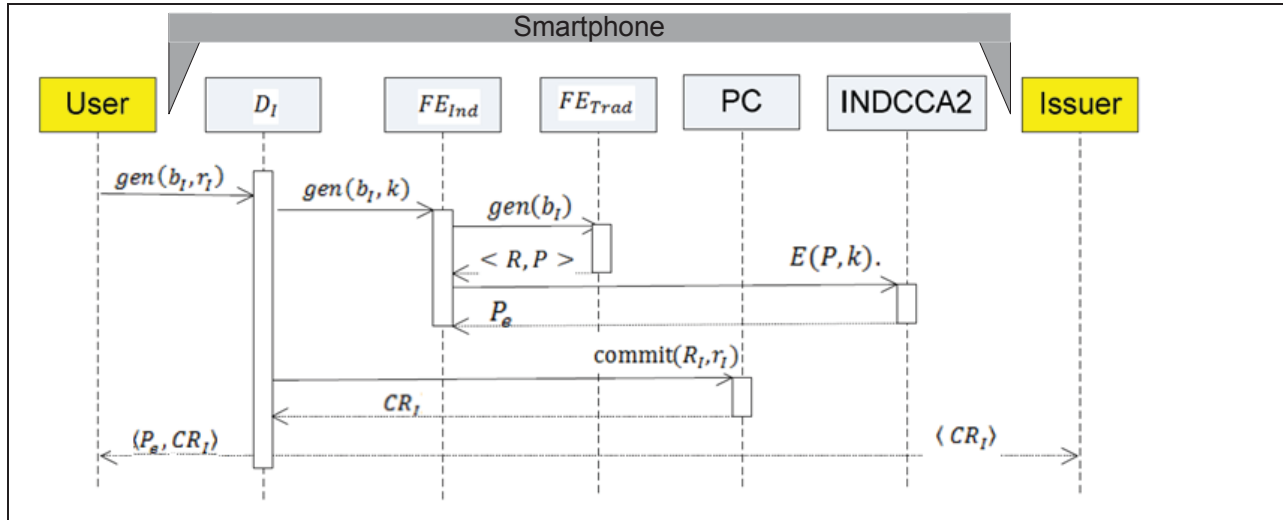 Smartphone
User
D_I
FE_Ind
FE_Trad
PC
INDCCA2
Issuer
gen(b_I,r_I)
gen(b_I,k)
gen(b_I)
< R,P >
E(P,k).
P_e
commit(R_I,r_I)
CR_I
⟨P_e,CR_I⟩
⟨ CR_I⟩